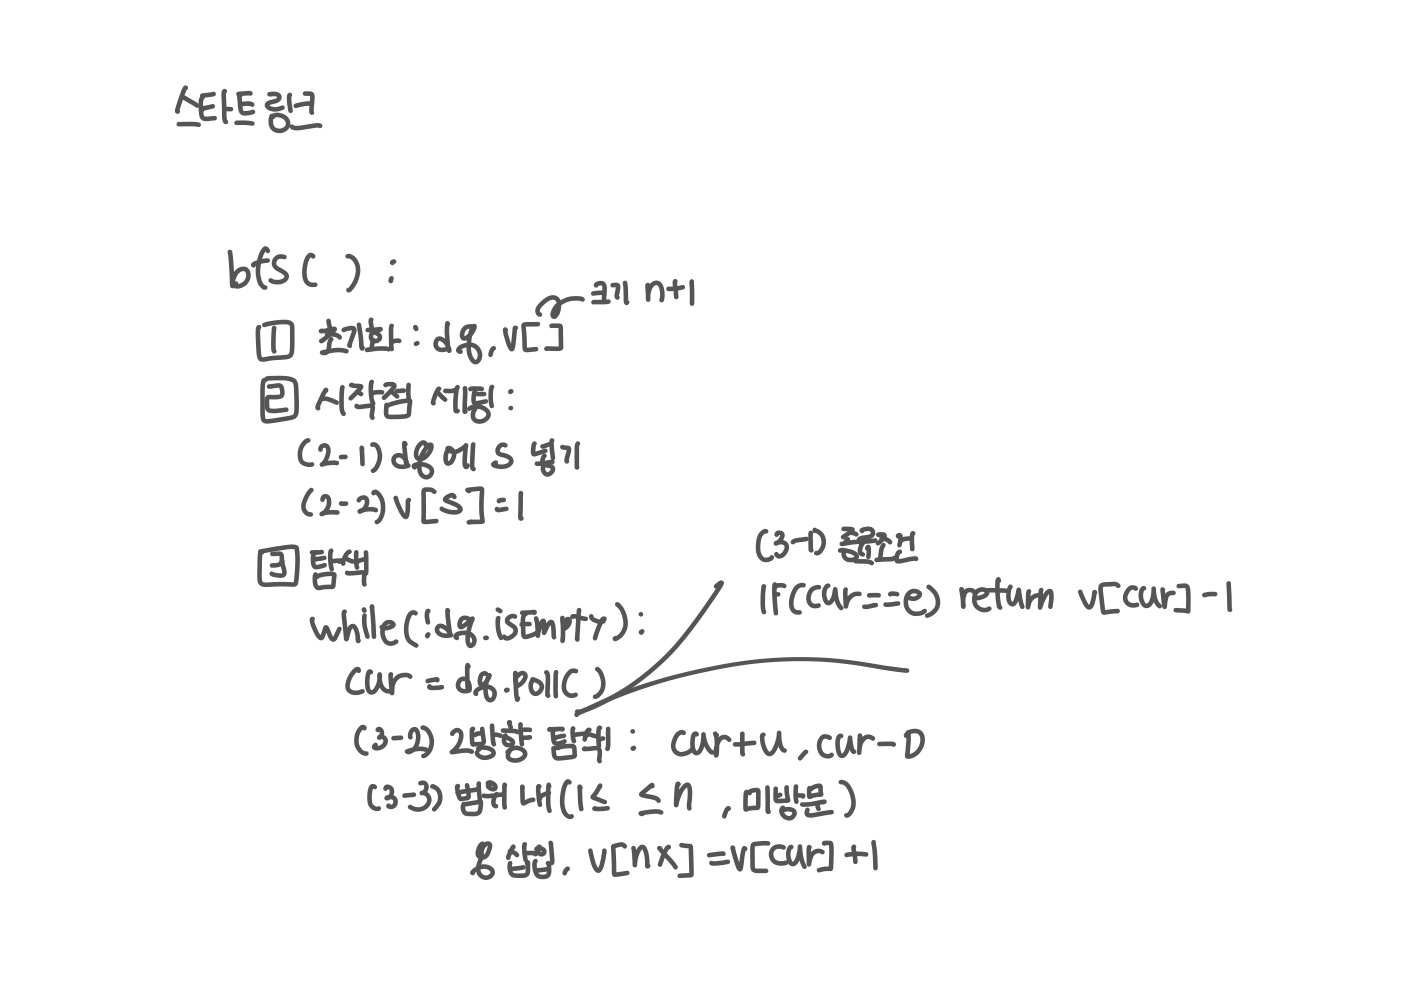 스타트링크
bfs( ) :
크기 n+1
1 초기화 : dq, v[]
2 시작점 세팅 :
(2-1) dq에 s 넣기
(2-2) v[s]=1
3 탐색
while(!dq.isEmpty) :
cur = dq.poll( )
(3-1) 종료조건
if(cur==e) return v[cur]-1
(3-2) 2방향 탐색 : cur+u, cur-D
(3-3) 범위 내(1≤ ≤n , 미방문)
q 삽입, v[nx]=v[cur]+1